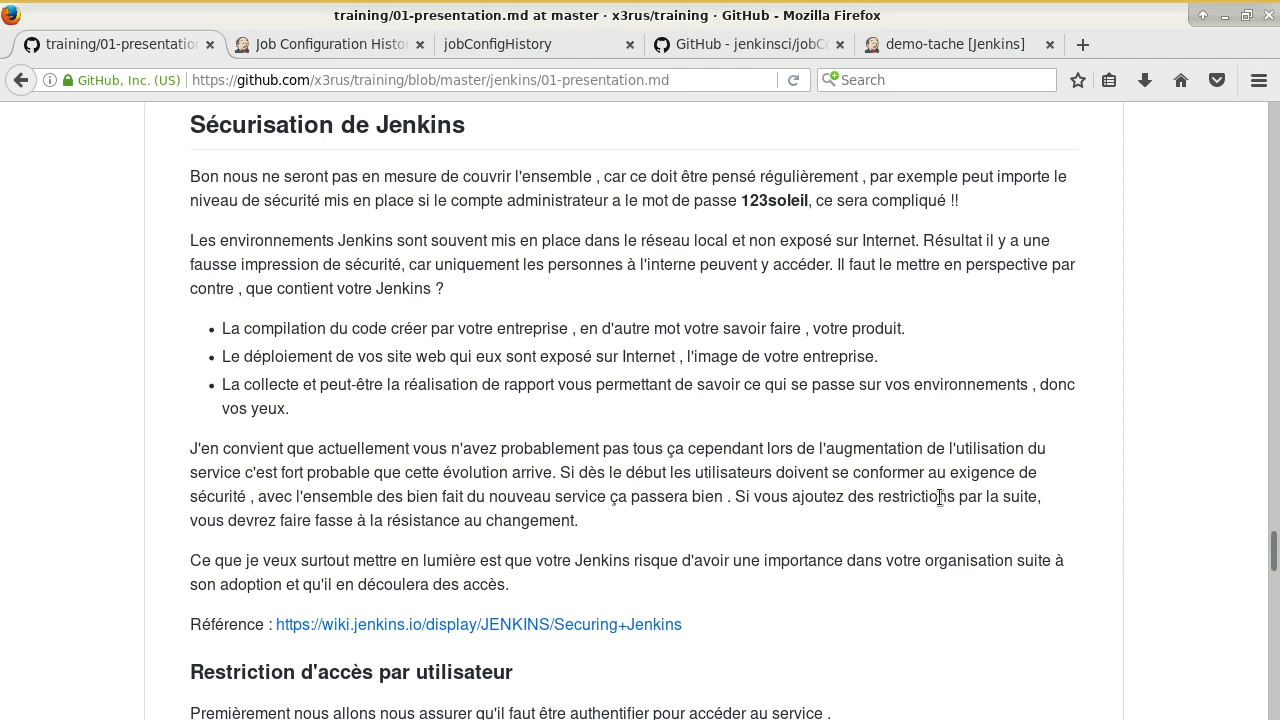 training/01-presentation.md at master · x3rus/training · GitHub - Mozilla Firefox
training/01-presentatio
Job Configuration Histo
jobConfigHistory
GitHub - jenkinsci/jobC
demo-tache [Jenkins]
GitHub, Inc. (US)
https://github.com/x3rus/training/blob/master/jenkins/01-presentation.md
Search
Sécurisation de Jenkins
Bon nous ne seront pas en mesure de couvrir l'ensemble , car ce doit être pensé régulièrement , par exemple peut importe le
niveau de sécurité mis en place si le compte administrateur a le mot de passe 123soleil, ce sera compliqué !!
Les environnements Jenkins sont souvent mis en place dans le réseau local et non exposé sur Internet. Résultat il y a une
fausse impression de sécurité, car uniquement les personnes à l'interne peuvent y accéder. Il faut le mettre en perspective par
contre , que contient votre Jenkins ?
• La compilation du code créer par votre entreprise , en d'autre mot votre savoir faire , votre produit.
• Le déploiement de vos site web qui eux sont exposé sur Internet , l'image de votre entreprise.
• La collecte et peut-être la réalisation de rapport vous permettant de savoir ce qui se passe sur vos environnements , donc
vos yeux.
J'en convient que actuellement vous n'avez probablement pas tous ça cependant lors de l'augmentation de l'utilisation du
service c'est fort probable que cette évolution arrive. Si dès le début les utilisateurs doivent se conformer au exigence de
sécurité , avec l'ensemble des bien fait du nouveau service ça passera bien . Si vous ajoutez des restrictions par la suite,
vous devrez faire fasse à la résistance au changement.
Ce que je veux surtout mettre en lumière est que votre Jenkins risque d'avoir une importance dans votre organisation suite à
son adoption et qu'il en découlera des accès.
Référence : https://wiki.jenkins.io/display/JENKINS/Securing+Jenkins
Restriction d'accès par utilisateur
Premièrement nous allons nous assurer qu'il faut être authentifier pour accéder au service .